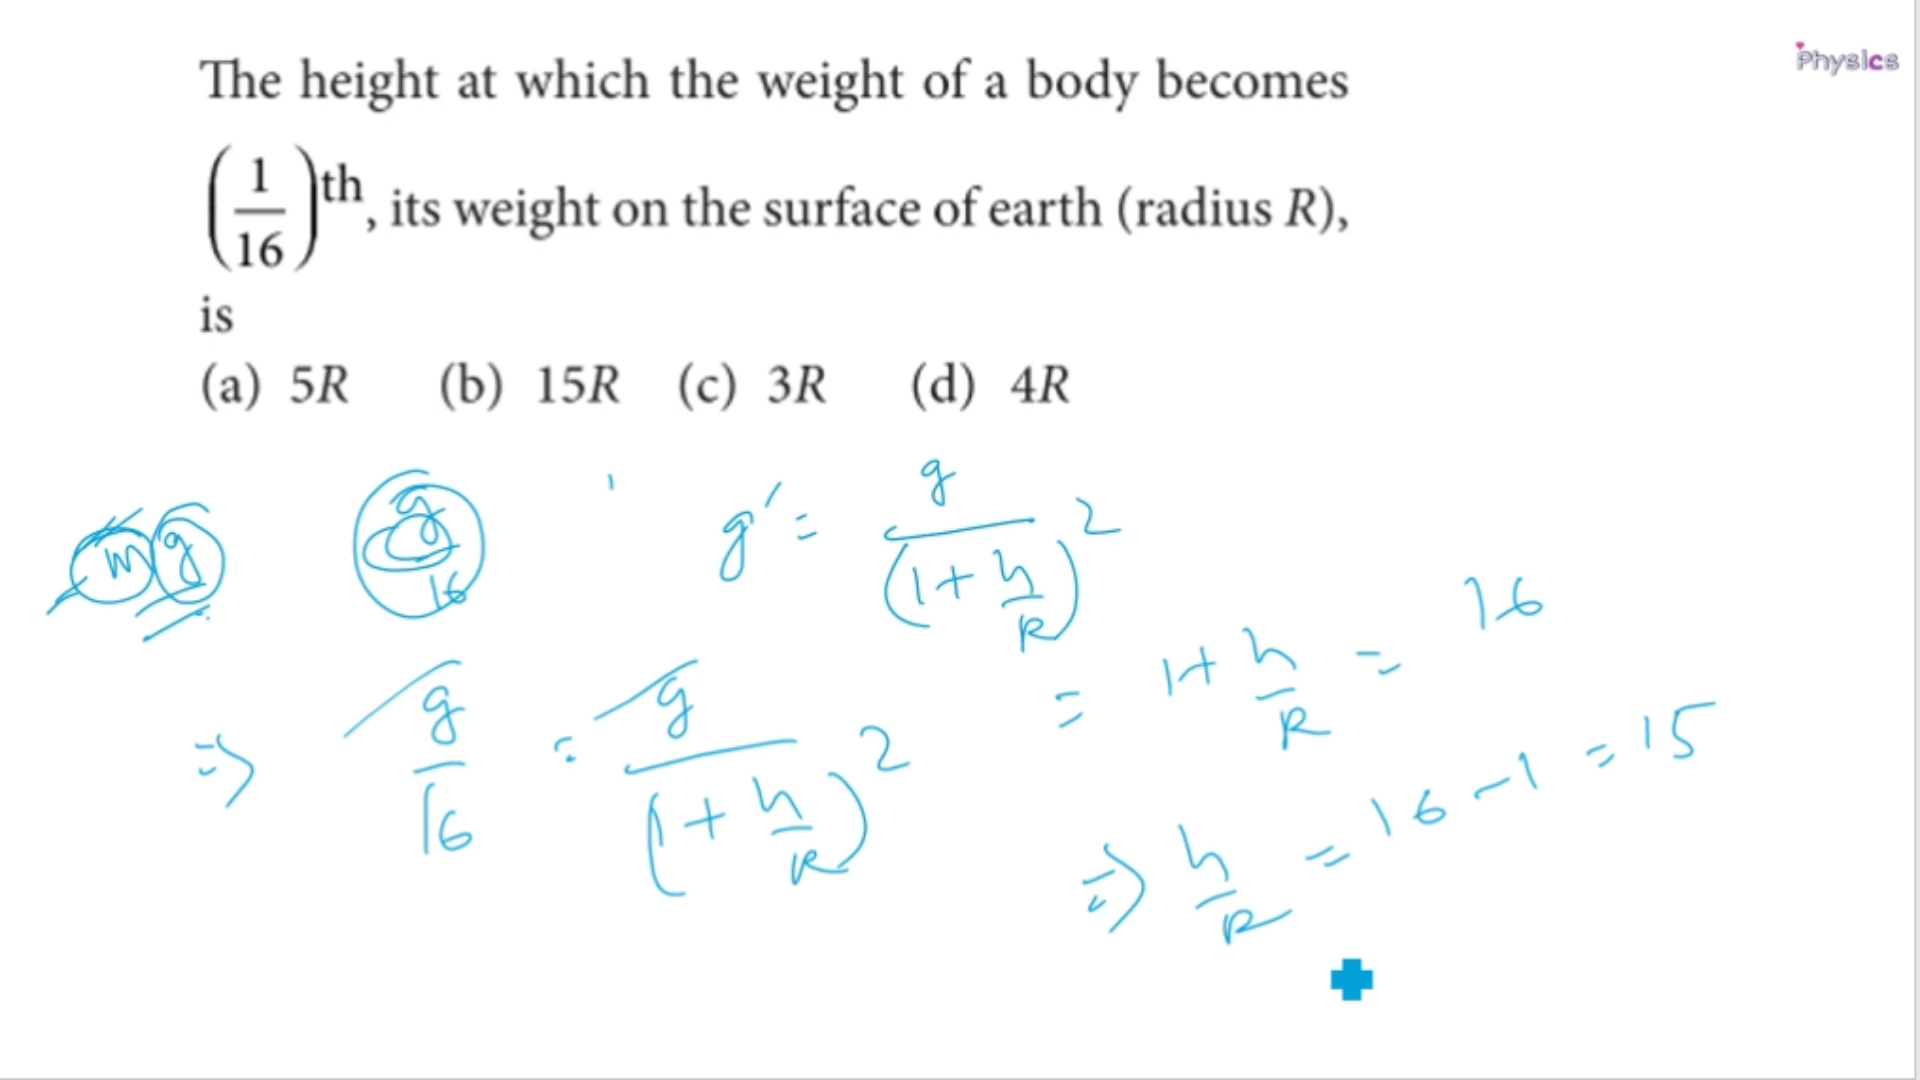 Physics
The height at which the weight of a body becomes
(1/16)th, its weight on the surface of earth (radius R),
is
(a) 5R (b) 15R (c) 3R (d) 4R
mg g/16 g' = g/(1+h/R)²
⇒ g/16 = g/(1+h/R)²
= 1+h/R = 16
⇒ h/R = 16-1 = 15